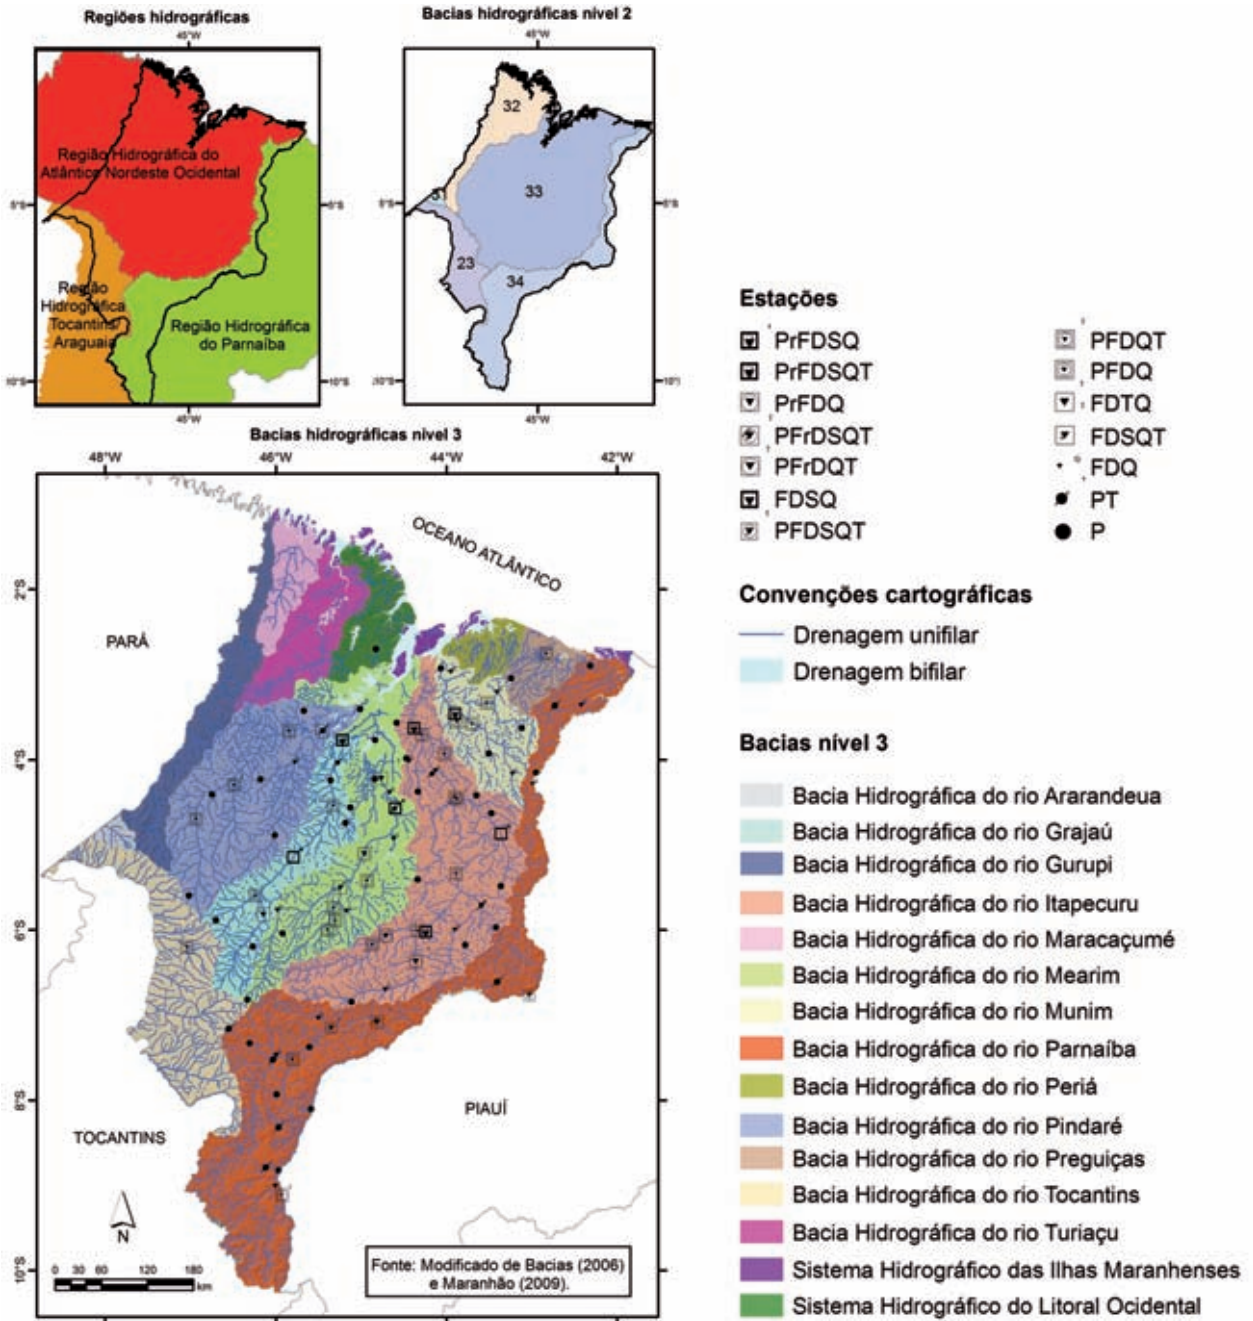 Regiões hidrográficas
45°W
Região Hidrográfica do
Atlântico Nordeste Ocidental
5°S
5°S
Região
Hidrográfica
Tocantins/
Araguaia
Região Hidrográfica
do Parnaíba
10°S
10°S
45°W
Bacias hidrográficas nível 2
45°W
32
31
33
5°S
5°S
23
34
45°W
Bacias hidrográficas nível 3
48°W
46°W
44°W
42°W
OCEANO ATLÂNTICO
2°S
PARÁ
4°S
6°S
8°S
PIAUÍ
TOCANTINS
N
10°S
0 30 60 120 180
km
Fonte: Modificado de Bacias (2006)
e Maranhão (2009).
Estações
PrFDSQ
PrFDSQT
PrFDQ
PFrDSQT
PFrDQT
FDSQ
PFDSQT
PFDQT
PFDQ
FDTQ
FDSQT
FDQ
PT
P
Convenções cartográficas
Drenagem unifilar
Drenagem bifilar
Bacias nível 3
Bacia Hidrográfica do rio Ararandeua
Bacia Hidrográfica do rio Grajaú
Bacia Hidrográfica do rio Gurupi
Bacia Hidrográfica do rio Itapecuru
Bacia Hidrográfica do rio Maracaçumé
Bacia Hidrográfica do rio Mearim
Bacia Hidrográfica do rio Munim
Bacia Hidrográfica do rio Parnaíba
Bacia Hidrográfica do rio Periá
Bacia Hidrográfica do rio Pindaré
Bacia Hidrográfica do rio Preguiças
Bacia Hidrográfica do rio Tocantins
Bacia Hidrográfica do rio Turiaçu
Sistema Hidrográfico das Ilhas Maranhenses
Sistema Hidrográfico do Litoral Ocidental